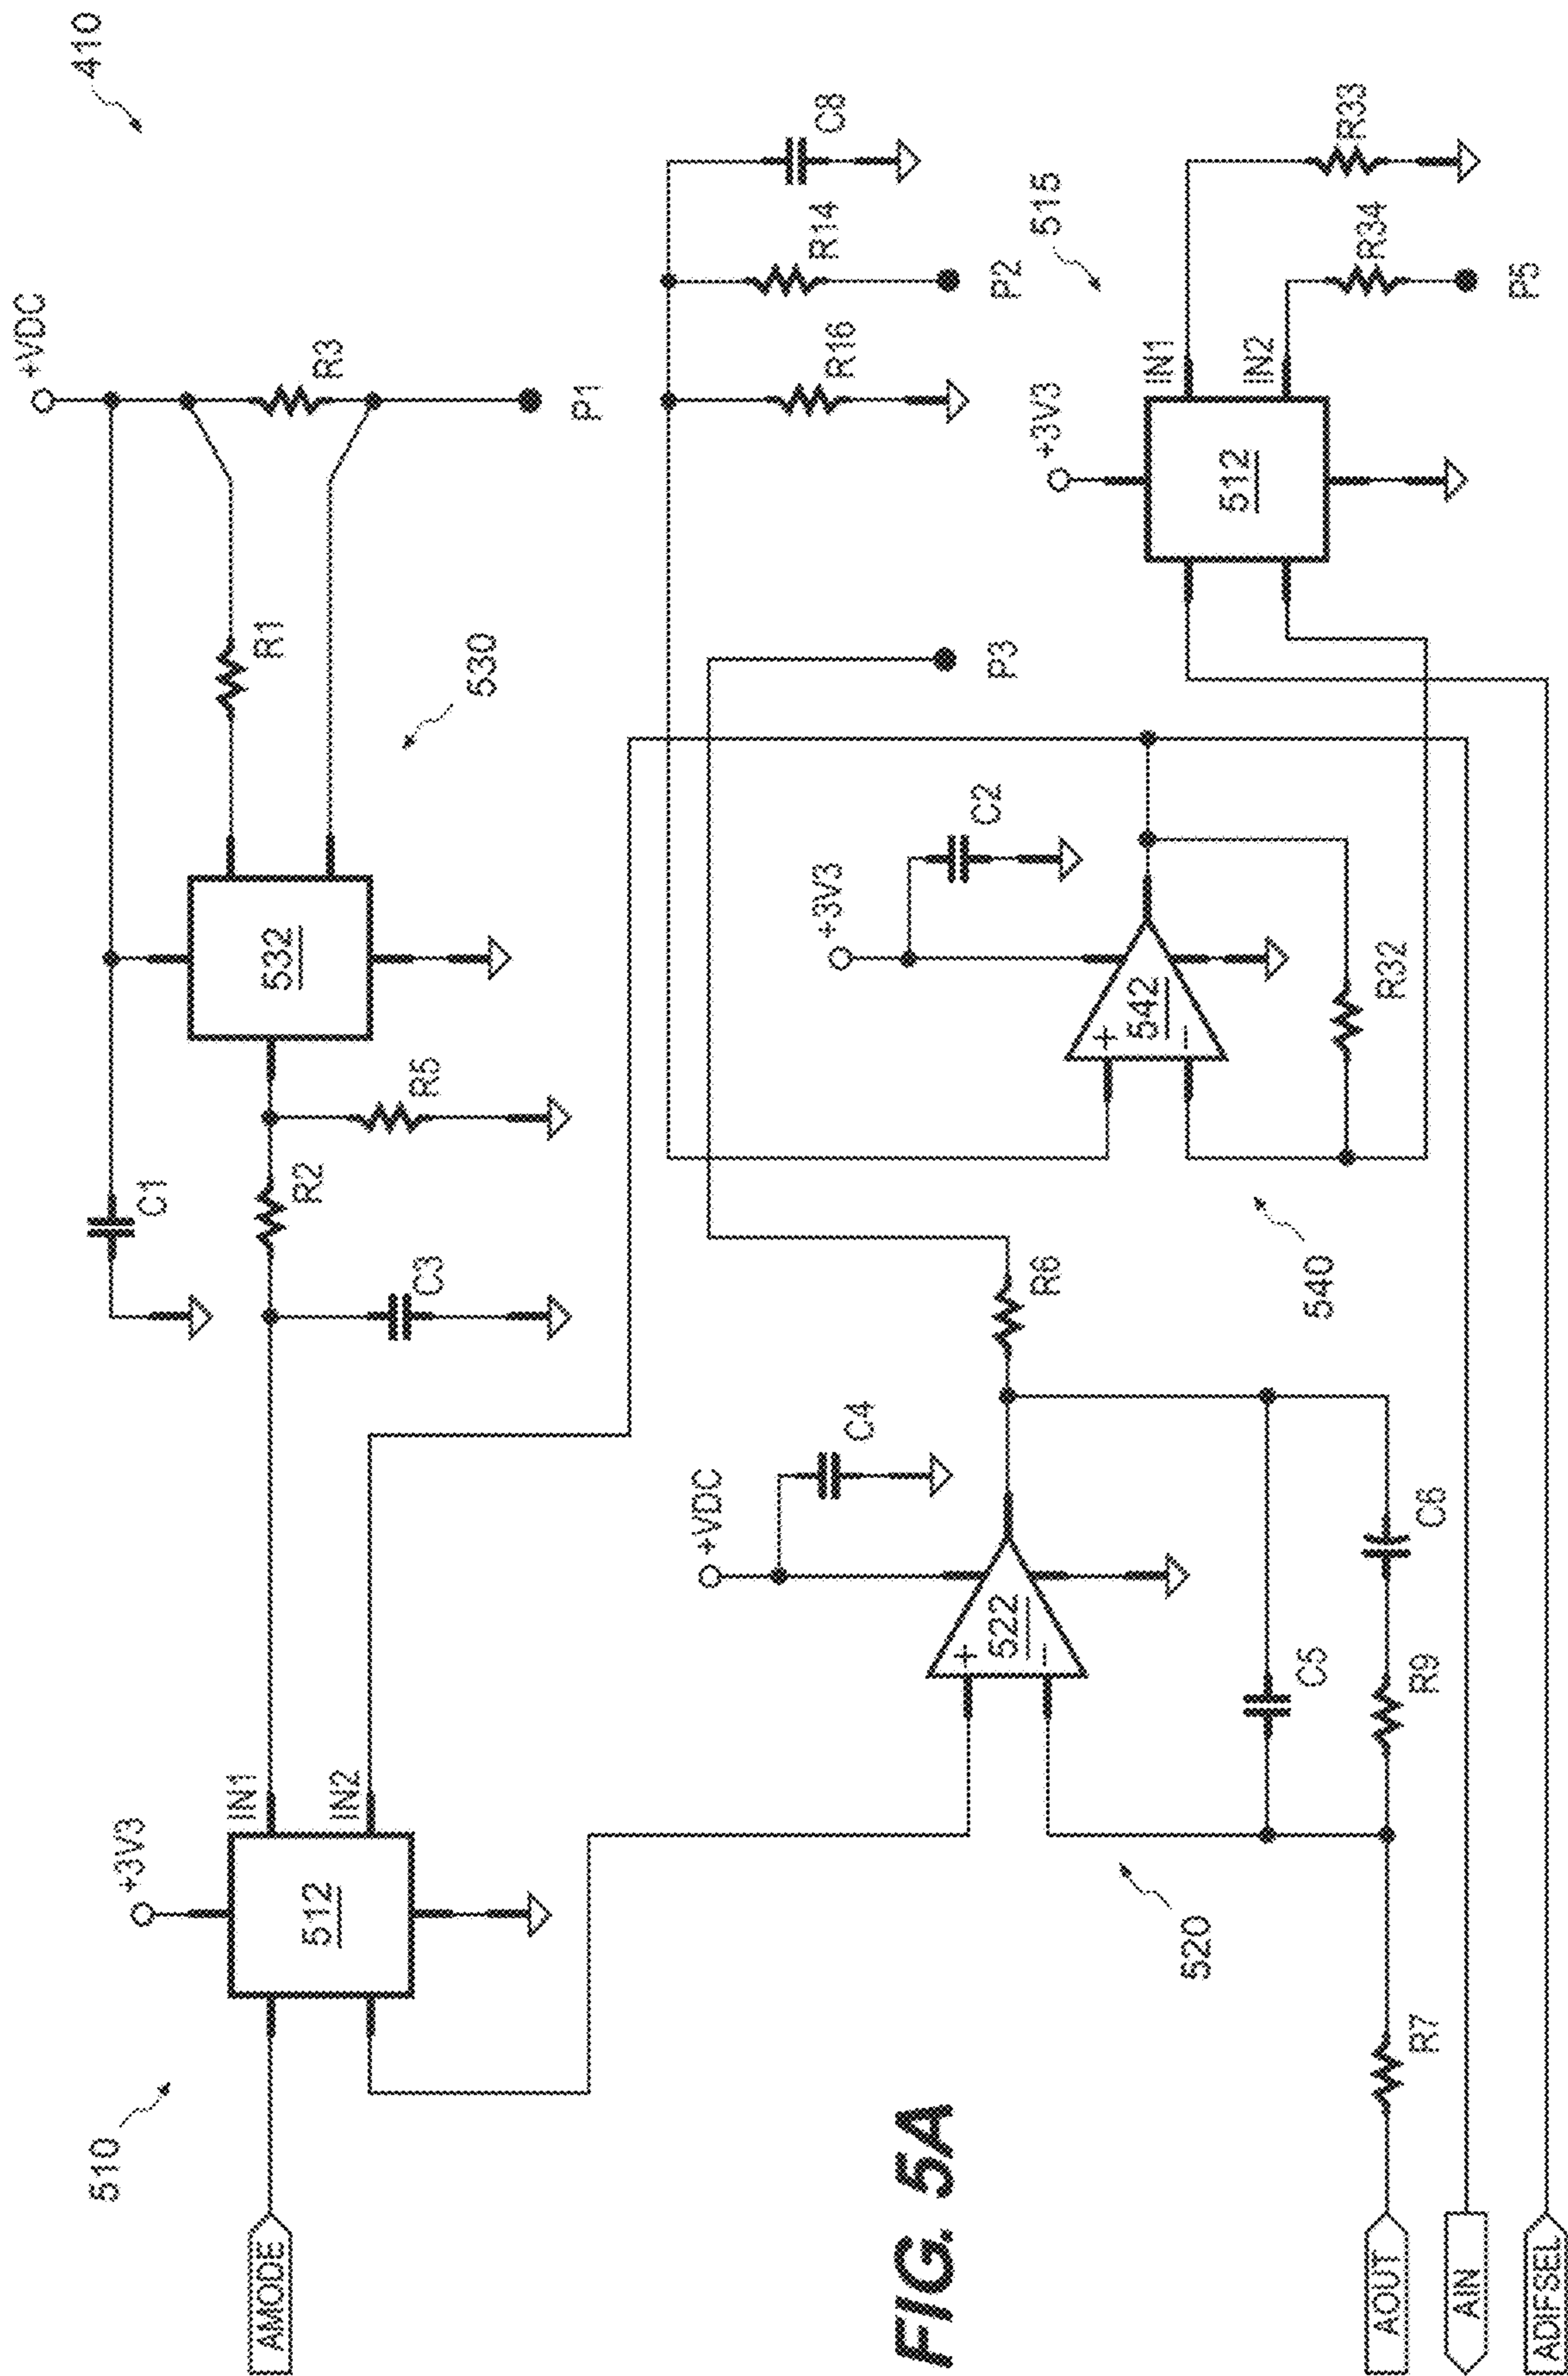 410
+VDC
R3
P1
R1
530
532
C1
R5
R2
C3
+3V3
IN1
IN2
512
510
AMODE
C8
R14
P2
R16
515
R33
R34
P5
IN1
IN2
+3V3
512
P3
C2
+3V3
542
+
−
R32
540
R6
C4
+VDC
522
+
−
C5
C6
R9
520
R7
AOUT
AIN
ADIFSEL
FIG. 5A